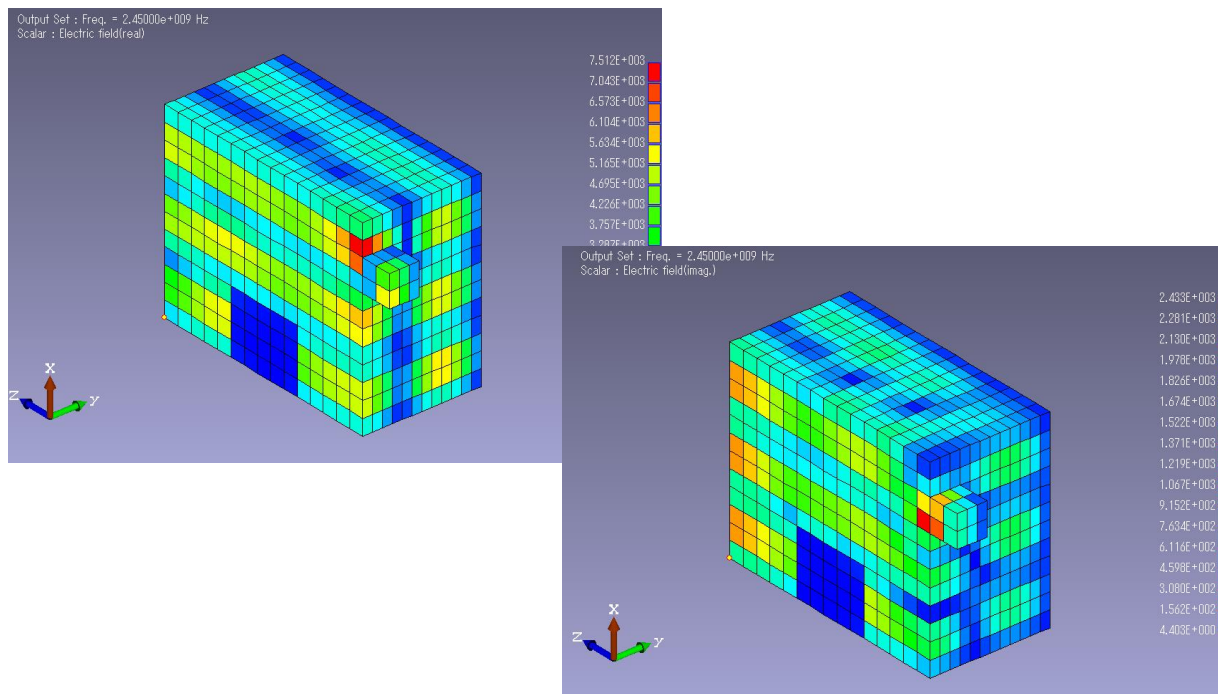 Output Set : Freq. = 2.45000e+009 Hz
Scalar : Electric field(real)
7.512E+003
7.043E+003
6.573E+003
6.104E+003
5.634E+003
5.165E+003
4.695E+003
4.226E+003
3.757E+003
3.287E+003
X
Z
y
Output Set : Freq. = 2.45000e+009 Hz
Scalar : Electric field(imag.)
2.433E+003
2.281E+003
2.130E+003
1.978E+003
1.826E+003
1.674E+003
1.522E+003
1.371E+003
1.219E+003
1.067E+003
9.152E+002
7.634E+002
6.116E+002
4.598E+002
3.080E+002
1.562E+002
4.403E+000
X
Z
y